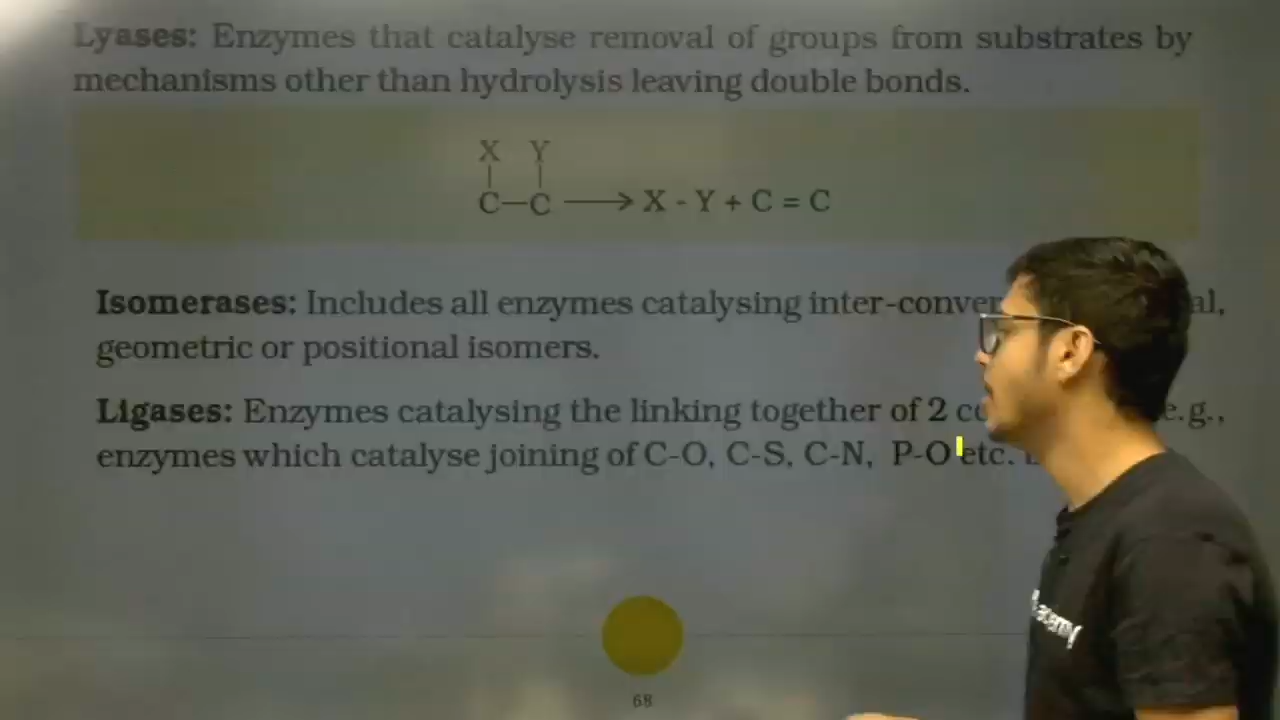 Lyases: Enzymes that catalyse removal of groups from substrates by
mechanisms other than hydrolysis leaving double bonds.
X Y
C—C ⟶ X - Y + C = C
Isomerases: Includes all enzymes catalysing inter-conver al,
geometric or positional isomers.
Ligases: Enzymes catalysing the linking together of 2 e.g.,
enzymes which catalyse joining of C-O, C-S, C-N, P-O etc.
68